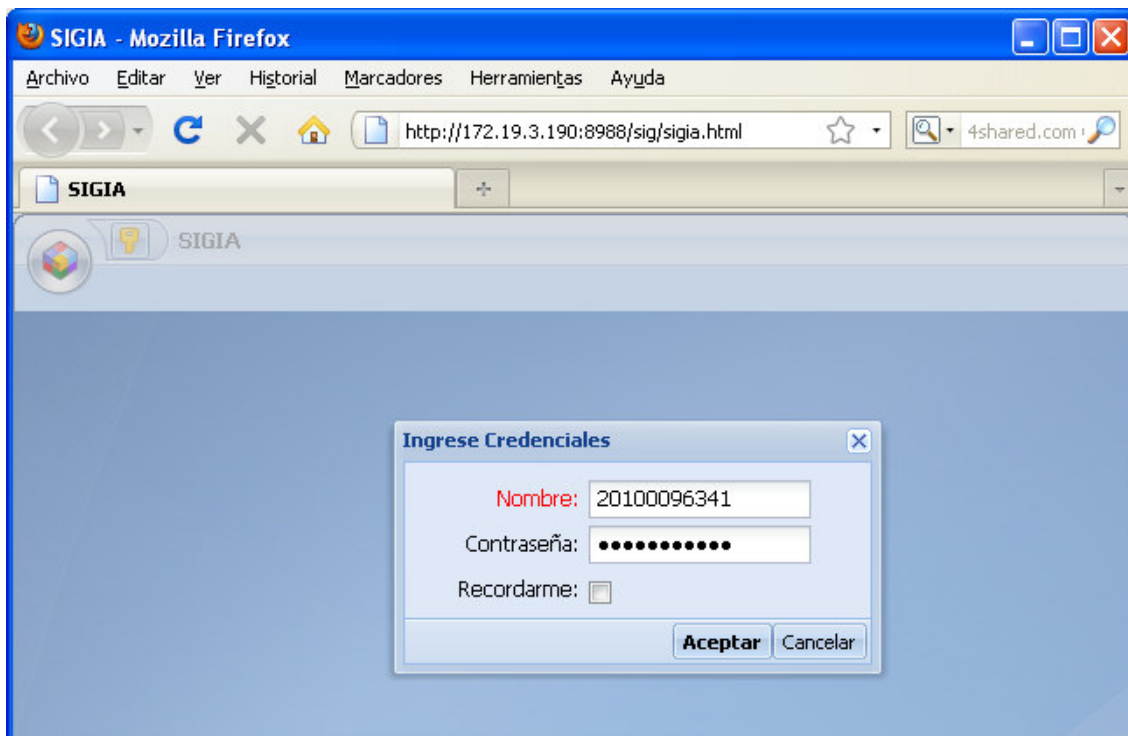 SIGIA - Mozilla Firefox
Archivo Editar Ver Historial Marcadores Herramientas Ayuda
http://172.19.3.190:8988/sig/sigia.html 4shared.com
SIGIA
SIGIA
Ingrese Credenciales
Nombre: 20100096341
Contraseña: •••••••••••
Recordarme:
Aceptar Cancelar